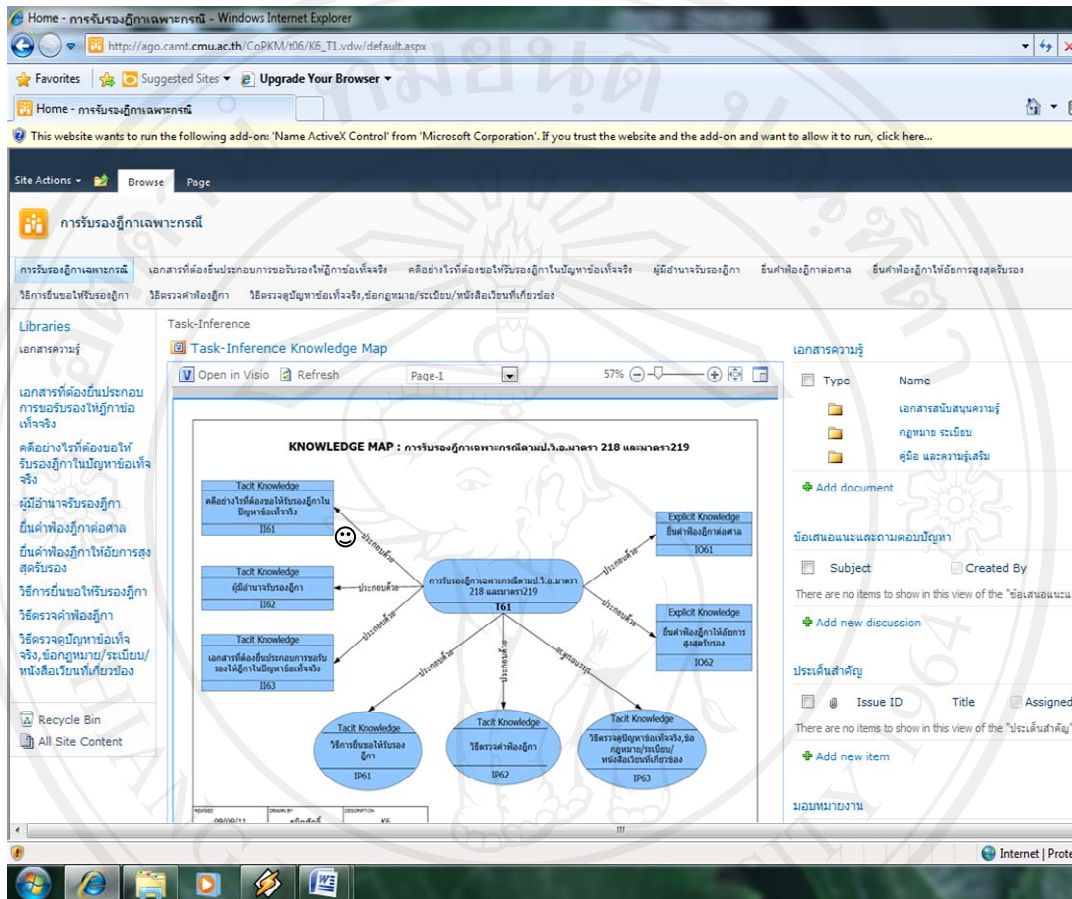 Home - การรับรองฎีกาเฉพาะกรณี - Windows Internet Explorer
http://ago.camt.cmu.ac.th/CoPKM/t06/K6_T1.vdw/default.aspx
Favorites Suggested Sites Upgrade Your Browser
Home - การรับรองฎีกาเฉพาะกรณี
This website wants to run the following add-on: 'Name ActiveX Control' from 'Microsoft Corporation'. If you trust the website and the add-on and want to allow it to run, click here...
Site Actions Browse Page
การรับรองฎีกาเฉพาะกรณี
การรับรองฎีกาเฉพาะกรณี เอกสารที่ต้องยื่นประกอบการขอรับรองให้ฎีกาข้อเท็จจริง คดีอย่างไรที่ต้องขอให้รับรองฎีกาในปัญหาข้อเท็จจริง ผู้มีอำนาจรับรองฎีกา ยื่นคำฟ้องฎีกาต่อศาล ยื่นคำฟ้องฎีกาให้อัยการสูงสุดรับรอง
วิธีการยื่นขอให้รับรองฎีกา วิธีตรวจคำฟ้องฎีกา วิธีตรวจดูปัญหาข้อเท็จจริง,ข้อกฎหมาย/ระเบียบ/หนังสือเวียนที่เกี่ยวข้อง
Libraries
เอกสารความรู้
เอกสารที่ต้องยื่นประกอบ
การขอรับรองให้ฎีกาข้อ
เท็จจริง
คดีอย่างไรที่ต้องขอให้
รับรองฎีกาในปัญหาข้อเท็จ
จริง
ผู้มีอำนาจรับรองฎีกา
ยื่นคำฟ้องฎีกาต่อศาล
ยื่นคำฟ้องฎีกาให้อัยการสูง
สุดรับรอง
วิธีการยื่นขอให้รับรองฎีกา
วิธีตรวจคำฟ้องฎีกา
วิธีตรวจดูปัญหาข้อเท็จ
จริง,ข้อกฎหมาย/ระเบียบ/
หนังสือเวียนที่เกี่ยวข้อง
Recycle Bin
All Site Content
Task-Inference
Task-Inference Knowledge Map
Open in Visio Refresh Page-1 57%
KNOWLEDGE MAP : การรับรองฎีกาเฉพาะกรณีตามป.วิ.อ.มาตรา 218 และมาตรา219
Tacit Knowledge
คดีอย่างไรที่ต้องขอให้รับรองฎีกาใน
ปัญหาข้อเท็จจริง
II61
ประกอบด้วย
Tacit Knowledge
ผู้มีอำนาจรับรองฎีกา
II62
ประกอบด้วย
Tacit Knowledge
เอกสารที่ต้องยื่นประกอบการขอรับ
รองให้ฎีกาในปัญหาข้อเท็จจริง
II63
ประกอบด้วย
การรับรองฎีกาเฉพาะกรณีตามป.วิ.อ.มาตรา
218 และมาตรา219
T61
Explicit Knowledge
ยื่นคำฟ้องฎีกาต่อศาล
IO61
ประกอบด้วย
Explicit Knowledge
ยื่นคำฟ้องฎีกาให้อัยการ
สูงสุดรับรอง
IO62
ประกอบด้วย
ประกอบด้วย
ประกอบด้วย
Tacit Knowledge
วิธีการยื่นขอให้รับรอง
ฎีกา
IP61
Tacit Knowledge
วิธีตรวจคำฟ้องฎีกา
IP62
Tacit Knowledge
วิธีตรวจดูปัญหาข้อเท็จจริง,ข้อ
กฎหมาย/ระเบียบ/
หนังสือเวียนที่เกี่ยวข้อง
IP63
REVISED DRAWN BY DESCRIPTION
09/09/11 K6
เอกสารความรู้
Type Name
เอกสารสนับสนุนความรู้
กฎหมาย ระเบียบ
คู่มือ และความรู้เสริม
Add document
ข้อเสนอแนะและถามตอบปัญหา
Subject Created By
There are no items to show in this view of the "ข้อเสนอแนะแ
Add new discussion
ประเด็นสำคัญ
Issue ID Title Assigned
There are no items to show in this view of the "ประเด็นสำคัญ"
Add new item
มอบหมายงาน
Internet | Prote